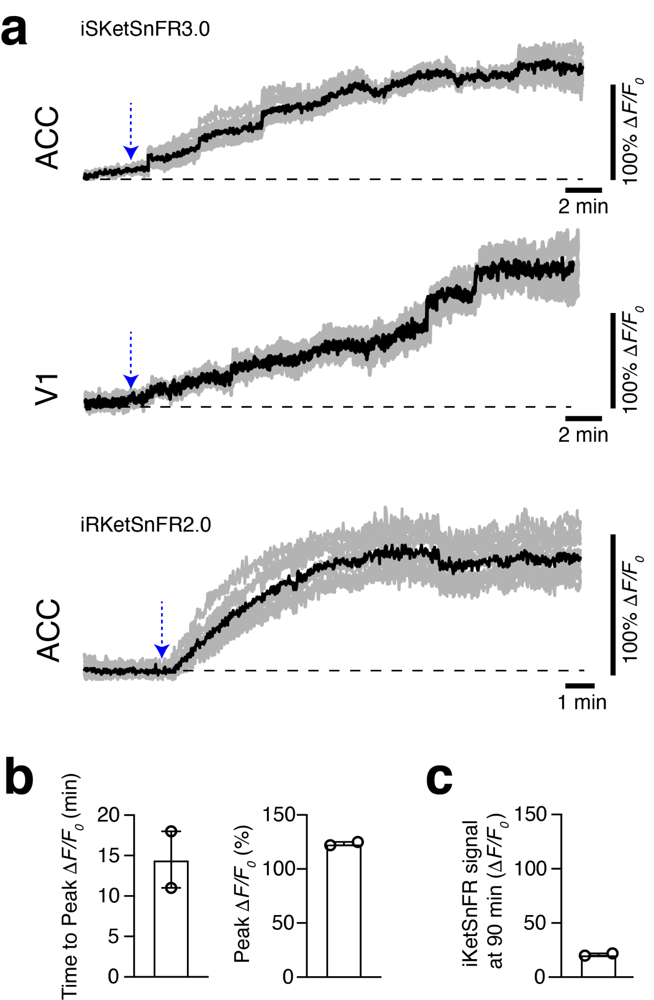 a
iSKetSnFR3.0
ACC
100% ΔF/F0
2 min
V1
100% ΔF/F0
2 min
iRKetSnFR2.0
ACC
100% ΔF/F0
1 min
b
Time to Peak ΔF/F0 (min)
20
15
10
5
0
Peak ΔF/F0 (%)
150
100
50
0
c
iKetSnFR signal
at 90 min (ΔF/F0)
150
100
50
0